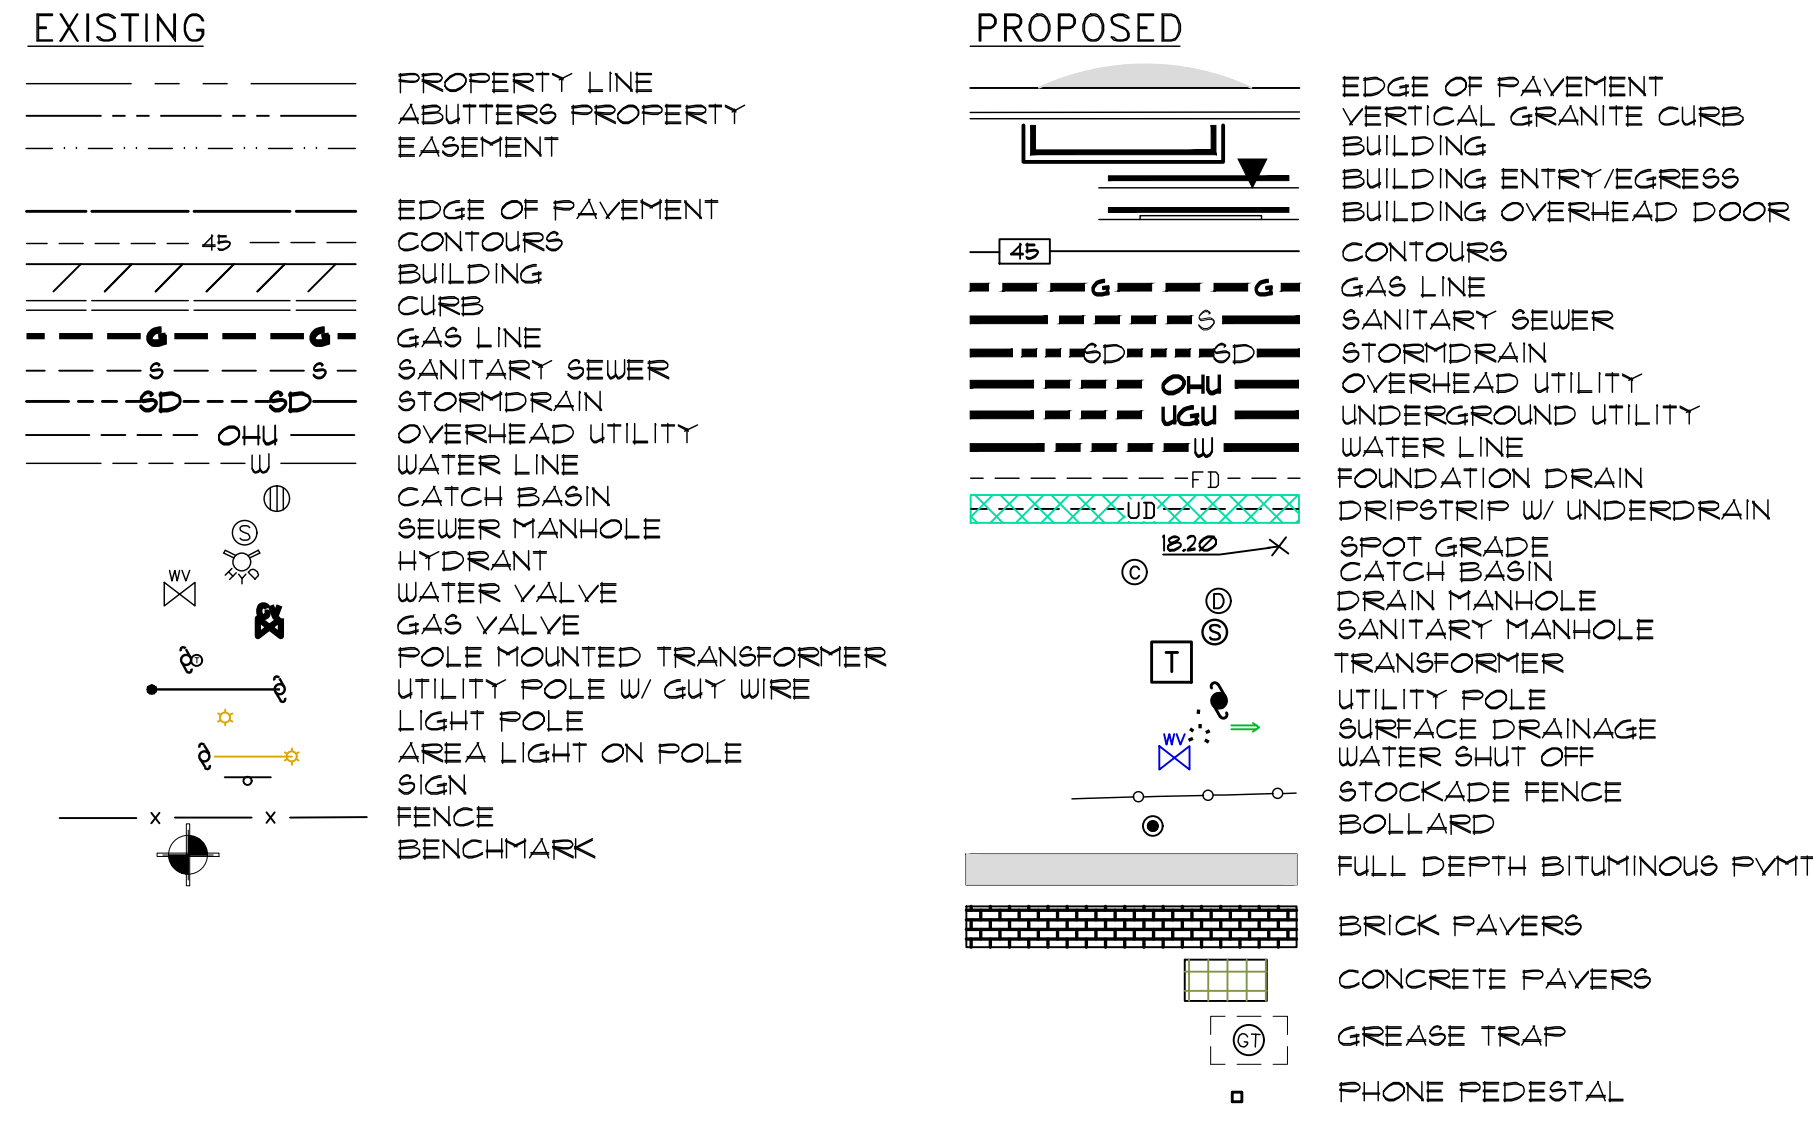 EXISTING
PROPERTY LINE
ABUTTERS PROPERTY
EASEMENT
EDGE OF PAVEMENT
45 CONTOURS
BUILDING
CURB
G G GAS LINE
S S SANITARY SEWER
SD SD STORMDRAIN
OHU OVERHEAD UTILITY
W WATER LINE
CATCH BASIN
S SEWER MANHOLE
HYD HYDRANT
WV WATER VALVE
GV GAS VALVE
T POLE MOUNTED TRANSFORMER
UTILITY POLE W/ GUY WIRE
LIGHT POLE
AREA LIGHT ON POLE
SIGN
X X FENCE
BENCHMARK
PROPOSED
EDGE OF PAVEMENT
VERTICAL GRANITE CURB
BUILDING
BUILDING ENTRY/EGRESS
BUILDING OVERHEAD DOOR
45 CONTOURS
G G GAS LINE
S SANITARY SEWER
SD SD STORMDRAIN
OHU OVERHEAD UTILITY
UGU UNDERGROUND UTILITY
W WATER LINE
FD FOUNDATION DRAIN
UD DRIPSTRIP W/ UNDERDRAIN
18.20 SPOT GRADE
C CATCH BASIN
D DRAIN MANHOLE
S SANITARY MANHOLE
T TRANSFORMER
UTILITY POLE
SURFACE DRAINAGE
WV WATER SHUT OFF
STOCKADE FENCE
BOLLARD
FULL DEPTH BITUMINOUS PVMT
BRICK PAVERS
CONCRETE PAVERS
GT GREASE TRAP
PHONE PEDESTAL